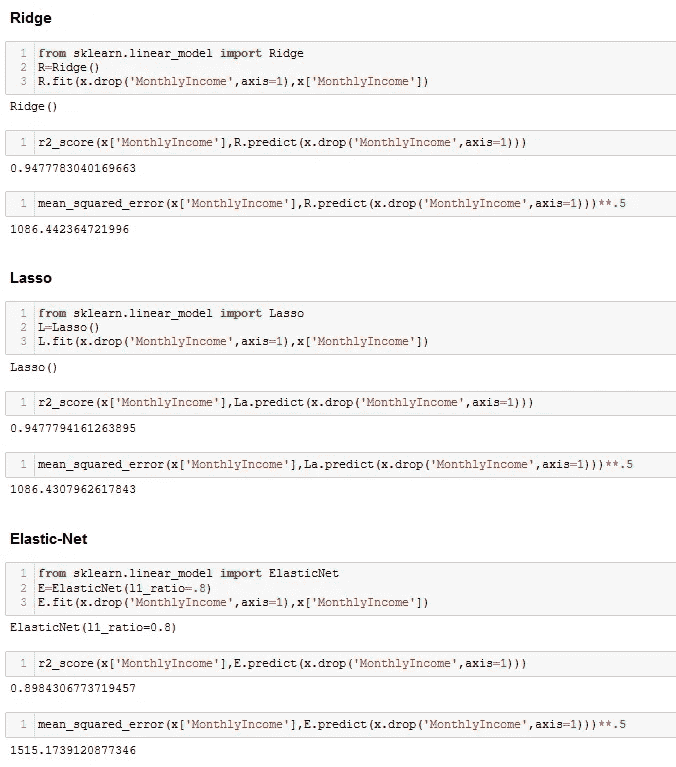 Ridge
1 from sklearn.linear_model import Ridge
2 R=Ridge()
3 R.fit(x.drop('MonthlyIncome',axis=1),x['MonthlyIncome'])
Ridge()
1 r2_score(x['MonthlyIncome'],R.predict(x.drop('MonthlyIncome',axis=1)))
0.9477783040169663
1 mean_squared_error(x['MonthlyIncome'],R.predict(x.drop('MonthlyIncome',axis=1)))**.5
1086.442364721996
Lasso
1 from sklearn.linear_model import Lasso
2 L=Lasso()
3 L.fit(x.drop('MonthlyIncome',axis=1),x['MonthlyIncome'])
Lasso()
1 r2_score(x['MonthlyIncome'],La.predict(x.drop('MonthlyIncome',axis=1)))
0.9477794161263895
1 mean_squared_error(x['MonthlyIncome'],La.predict(x.drop('MonthlyIncome',axis=1)))**.5
1086.4307962617843
Elastic-Net
1 from sklearn.linear_model import ElasticNet
2 E=ElasticNet(l1_ratio=.8)
3 E.fit(x.drop('MonthlyIncome',axis=1),x['MonthlyIncome'])
ElasticNet(l1_ratio=0.8)
1 r2_score(x['MonthlyIncome'],E.predict(x.drop('MonthlyIncome',axis=1)))
0.8984306773719457
1 mean_squared_error(x['MonthlyIncome'],E.predict(x.drop('MonthlyIncome',axis=1)))**.5
1515.1739120877346